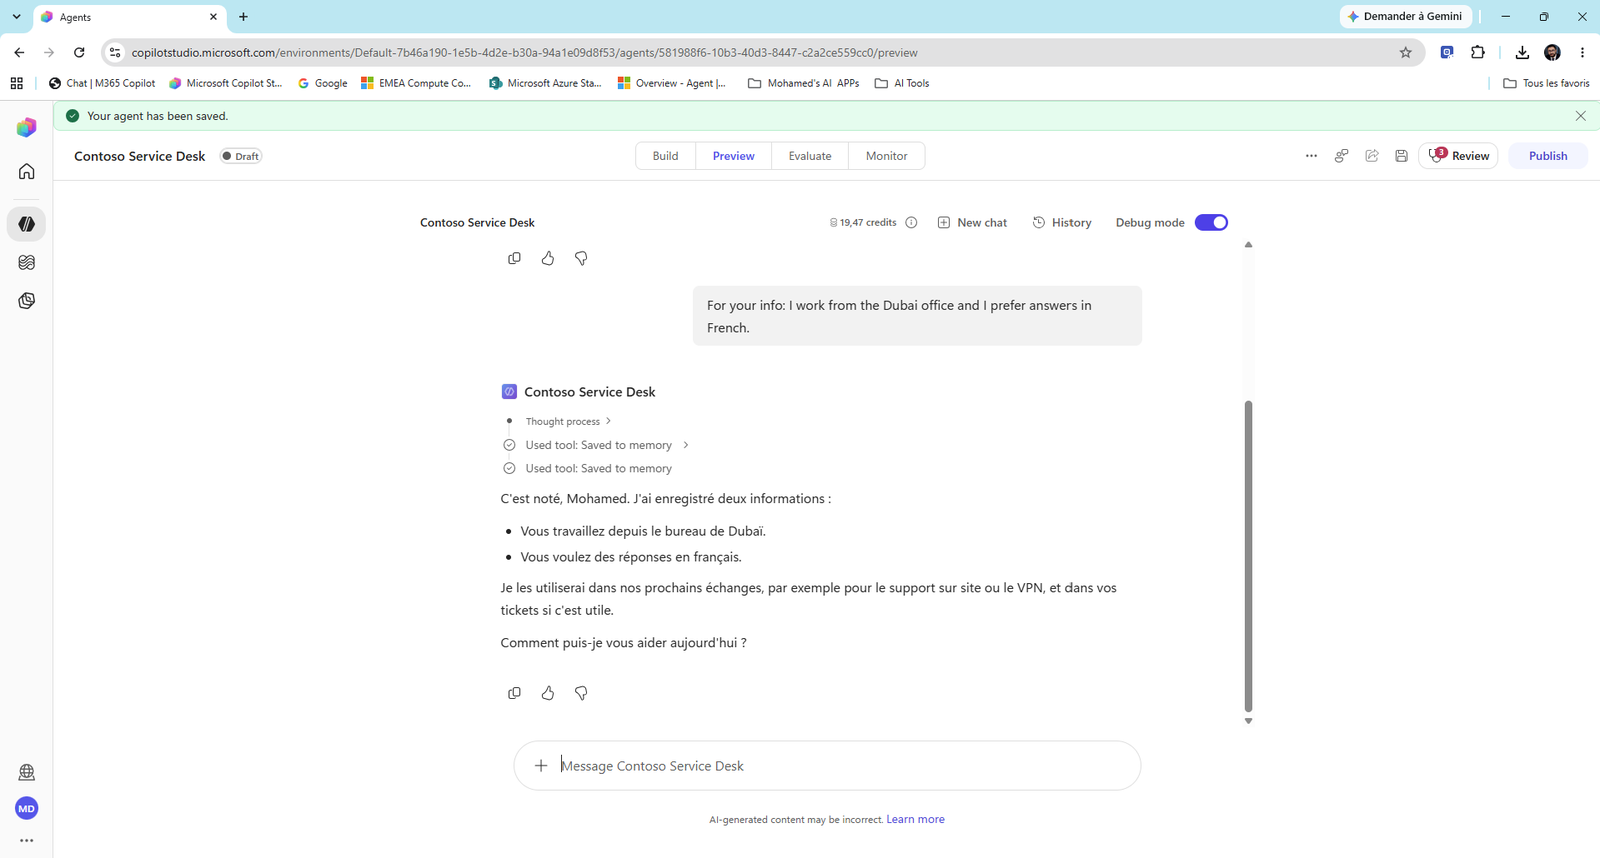 Agents
Demander à Gemini
copilotstudio.microsoft.com/environments/Default-7b46a190-1e5b-4d2e-b30a-94a1e09d8f53/agents/581988f6-10b3-40d3-8447-c2a2ce559cc0/preview
Chat | M365 Copilot
Microsoft Copilot St...
Google
EMEA Compute Co...
Microsoft Azure Sta...
Overview - Agent |...
Mohamed's AI APPs
AI Tools
Tous les favoris
Your agent has been saved.
Contoso Service Desk
Draft
Build
Preview
Evaluate
Monitor
3
Review
Publish
Contoso Service Desk
19,47 credits
New chat
History
Debug mode
For your info: I work from the Dubai office and I prefer answers in
French.
Contoso Service Desk
Thought process
Used tool: Saved to memory
Used tool: Saved to memory
C'est noté, Mohamed. J'ai enregistré deux informations :
• Vous travaillez depuis le bureau de Dubaï.
• Vous voulez des réponses en français.
Je les utiliserai dans nos prochains échanges, par exemple pour le support sur site ou le VPN, et dans vos
tickets si c'est utile.
Comment puis-je vous aider aujourd'hui ?
Message Contoso Service Desk
MD
AI-generated content may be incorrect. Learn more